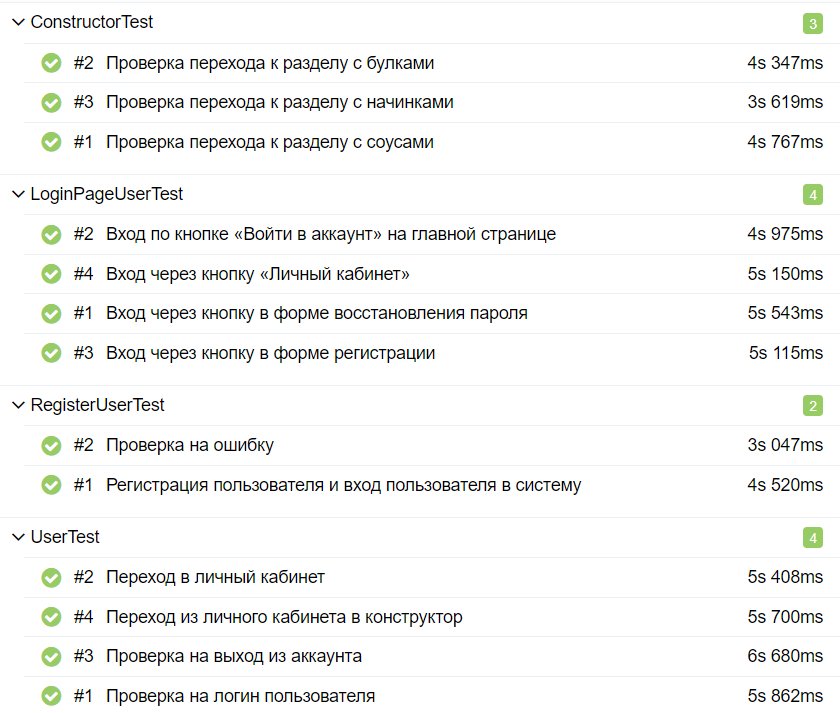 ConstructorTest 3
#2 Проверка перехода к разделу с булками 4s 347ms
#3 Проверка перехода к разделу с начинками 3s 619ms
#1 Проверка перехода к разделу с соусами 4s 767ms
LoginPageUserTest 4
#2 Вход по кнопке «Войти в аккаунт» на главной странице 4s 975ms
#4 Вход через кнопку «Личный кабинет» 5s 150ms
#1 Вход через кнопку в форме восстановления пароля 5s 543ms
#3 Вход через кнопку в форме регистрации 5s 115ms
RegisterUserTest 2
#2 Проверка на ошибку 3s 047ms
#1 Регистрация пользователя и вход пользователя в систему 4s 520ms
UserTest 4
#2 Переход в личный кабинет 5s 408ms
#4 Переход из личного кабинета в конструктор 5s 700ms
#3 Проверка на выход из аккаунта 6s 680ms
#1 Проверка на логин пользователя 5s 862ms